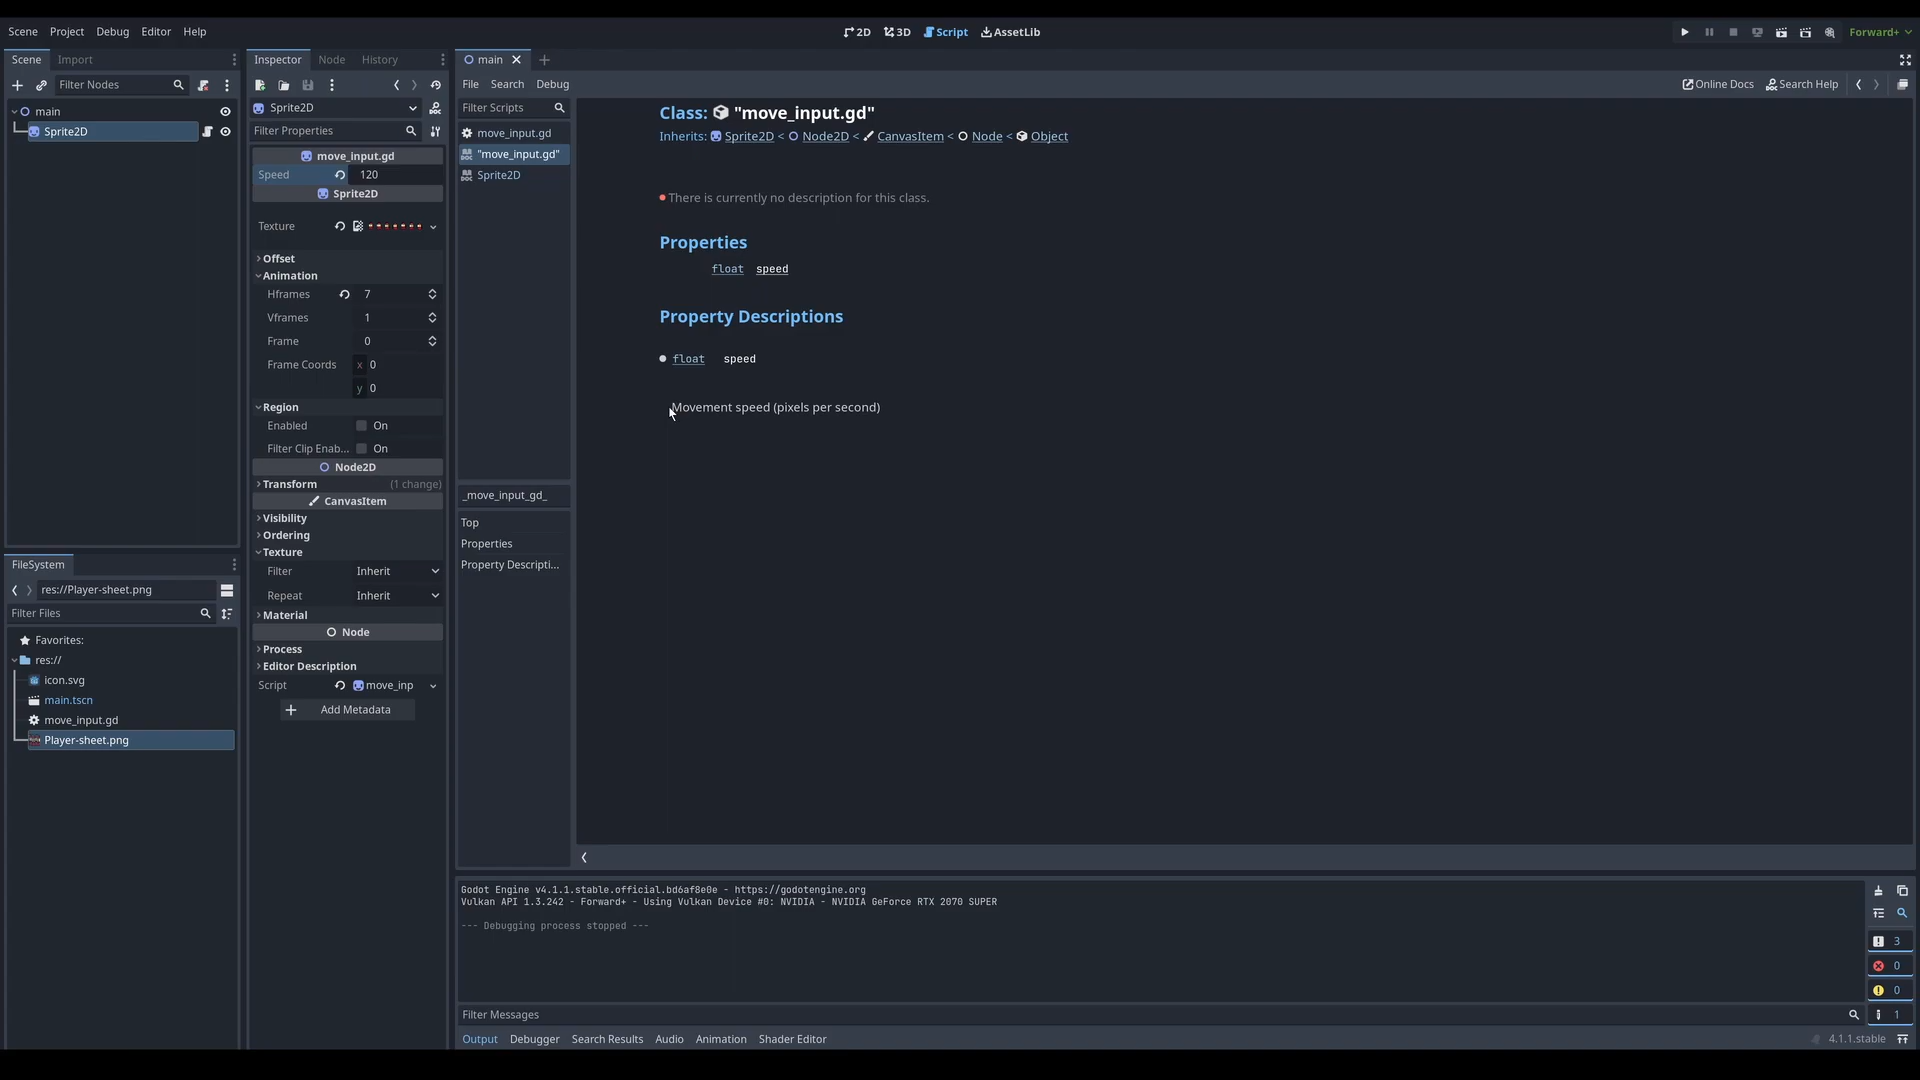 Scene Project Debug Editor Help
2D 3D Script AssetLib
Forward+
Scene Import
Filter Nodes
main
Sprite2D
FileSystem
res://Player-sheet.png
Filter Files
Favorites:
res://
icon.svg
main.tscn
move_input.gd
Player-sheet.png
Inspector Node History
Sprite2D
Filter Properties
move_input.gd
Speed 120
Sprite2D
Texture
Offset
Animation
Hframes 7
Vframes 1
Frame 0
Frame Coords x 0
y 0
Region
Enabled On
Filter Clip Enab... On
Node2D
Transform (1 change)
CanvasItem
Visibility
Ordering
Texture
Filter Inherit
Repeat Inherit
Material
Node
Process
Editor Description
Script move_inp
Add Metadata
main
File Search Debug
Online Docs Search Help
Filter Scripts
move_input.gd
"move_input.gd"
Sprite2D
_move_input_gd_
Top
Properties
Property Descripti...
Class: "move_input.gd"
Inherits: Sprite2D < Node2D < CanvasItem < Node < Object
There is currently no description for this class.
Properties
float speed
Property Descriptions
float speed
Movement speed (pixels per second)
Godot Engine v4.1.1.stable.official.bd6af8e0e - https://godotengine.org
Vulkan API 1.3.242 - Forward+ - Using Vulkan Device #0: NVIDIA - NVIDIA GeForce RTX 2070 SUPER
--- Debugging process stopped ---
3
0
0
1
Filter Messages
Output Debugger Search Results Audio Animation Shader Editor
4.1.1.stable